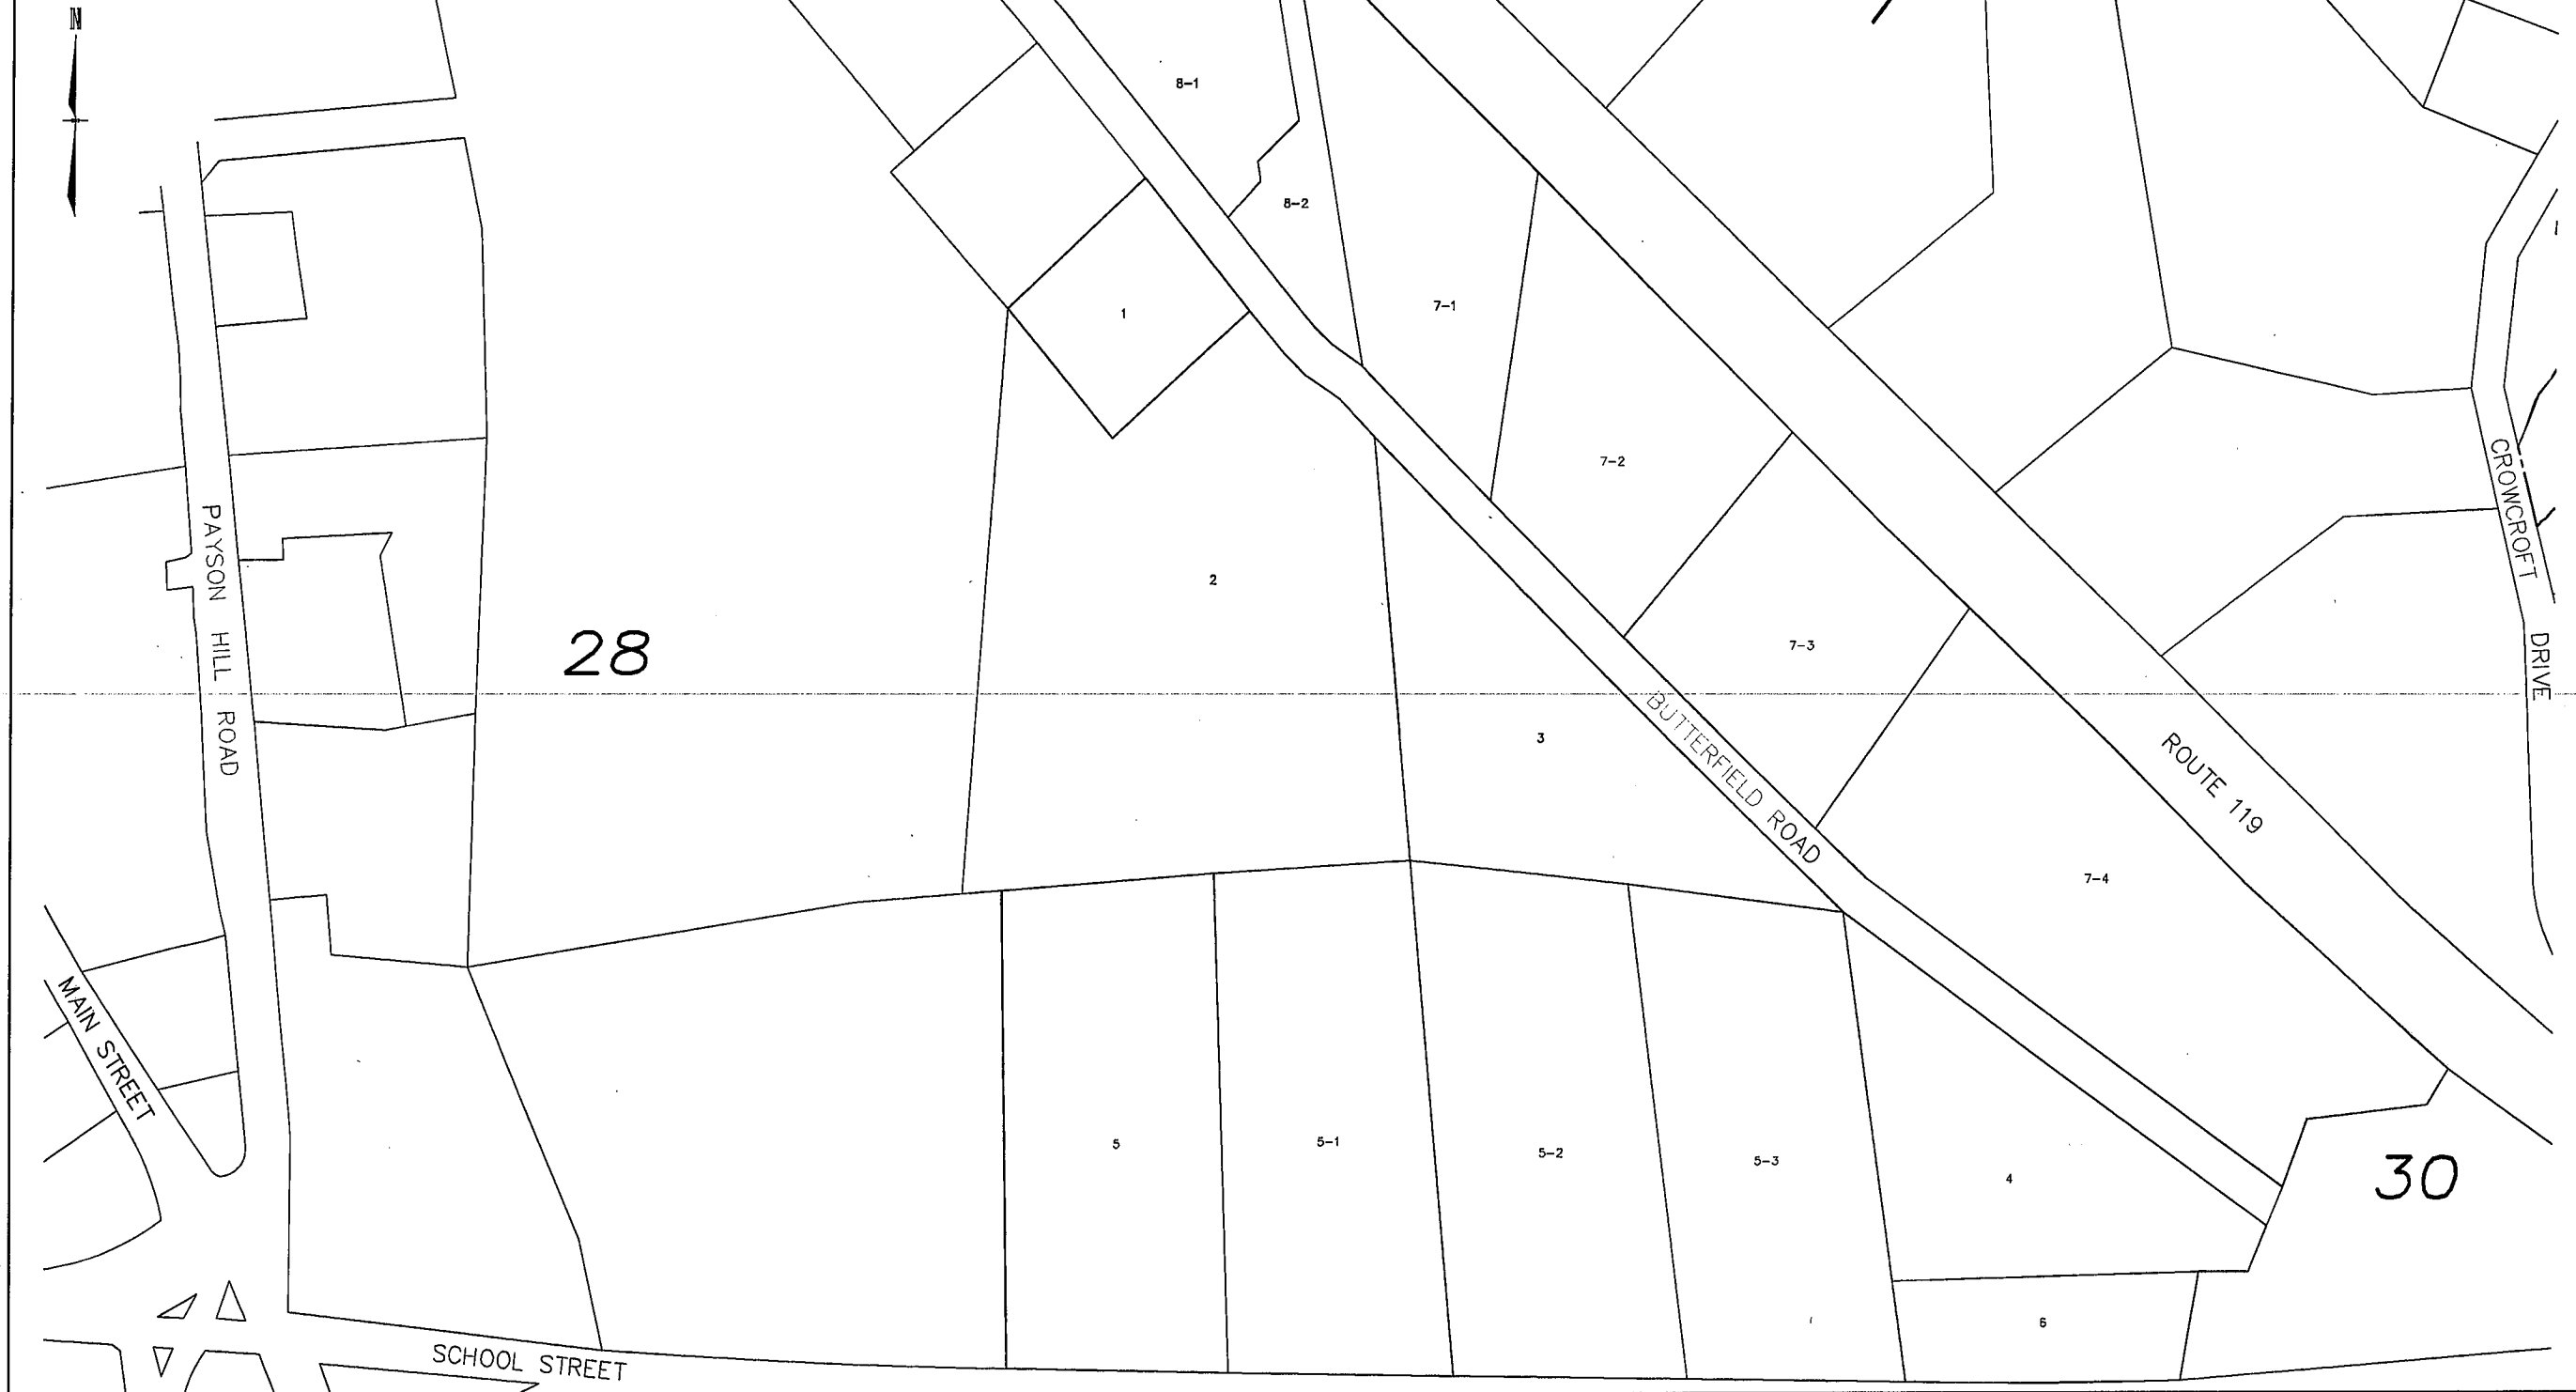 N
8-1
8-2
1
7-1
7-2
2
28
7-3
3
7-4
PAYSON HILL ROAD
BUTTERFIELD ROAD
ROUTE 119
CROWCROFT DRIVE
MAIN STREET
5
5-1
5-2
5-3
4
30
6
SCHOOL STREET